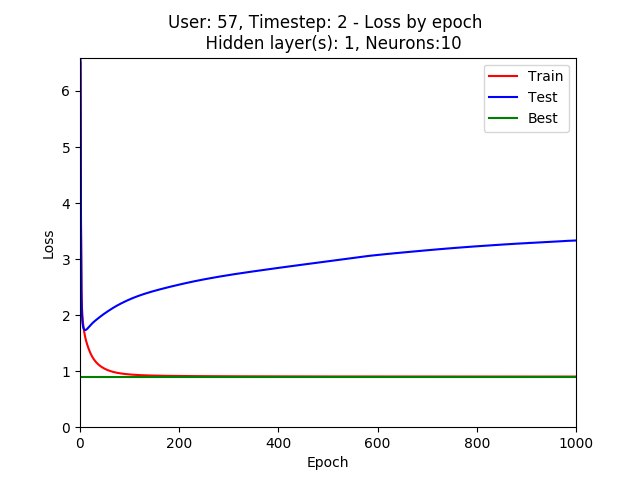 User: 57, Timestep: 2 - Loss by epoch
Hidden layer(s): 1, Neurons:10
Train
Test
Best
6
5
4
3
2
1
0
Loss
0 200 400 600 800 1000
Epoch